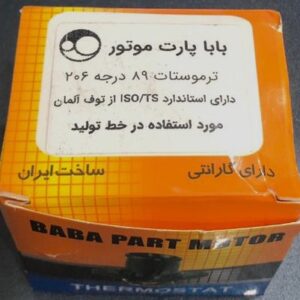 بابا پارت موتور
ترموستات ۸۹ درجه ۲۰۶
دارای استاندارد ISO/TS از توف آلمان
مورد استفاده در خط تولید
دارای گارانتی
ساخت ایران
BABA PART MOTOR
THERMOSTAT